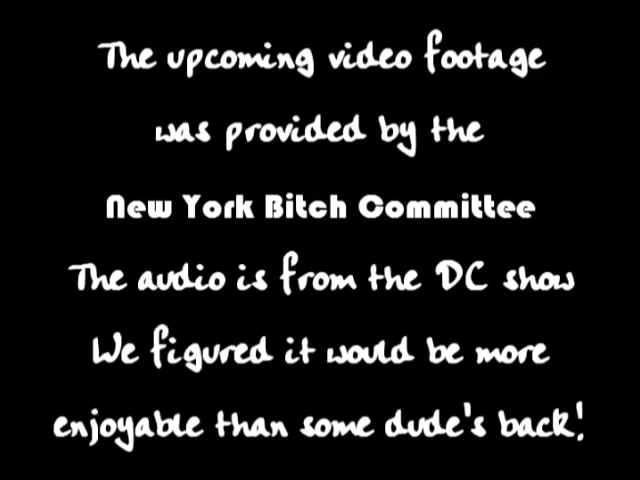 The upcoming video footage
was provided by the
New York Bitch Committee
The audio is from the DC show
We figured it would be more
enjoyable than some dude's back!